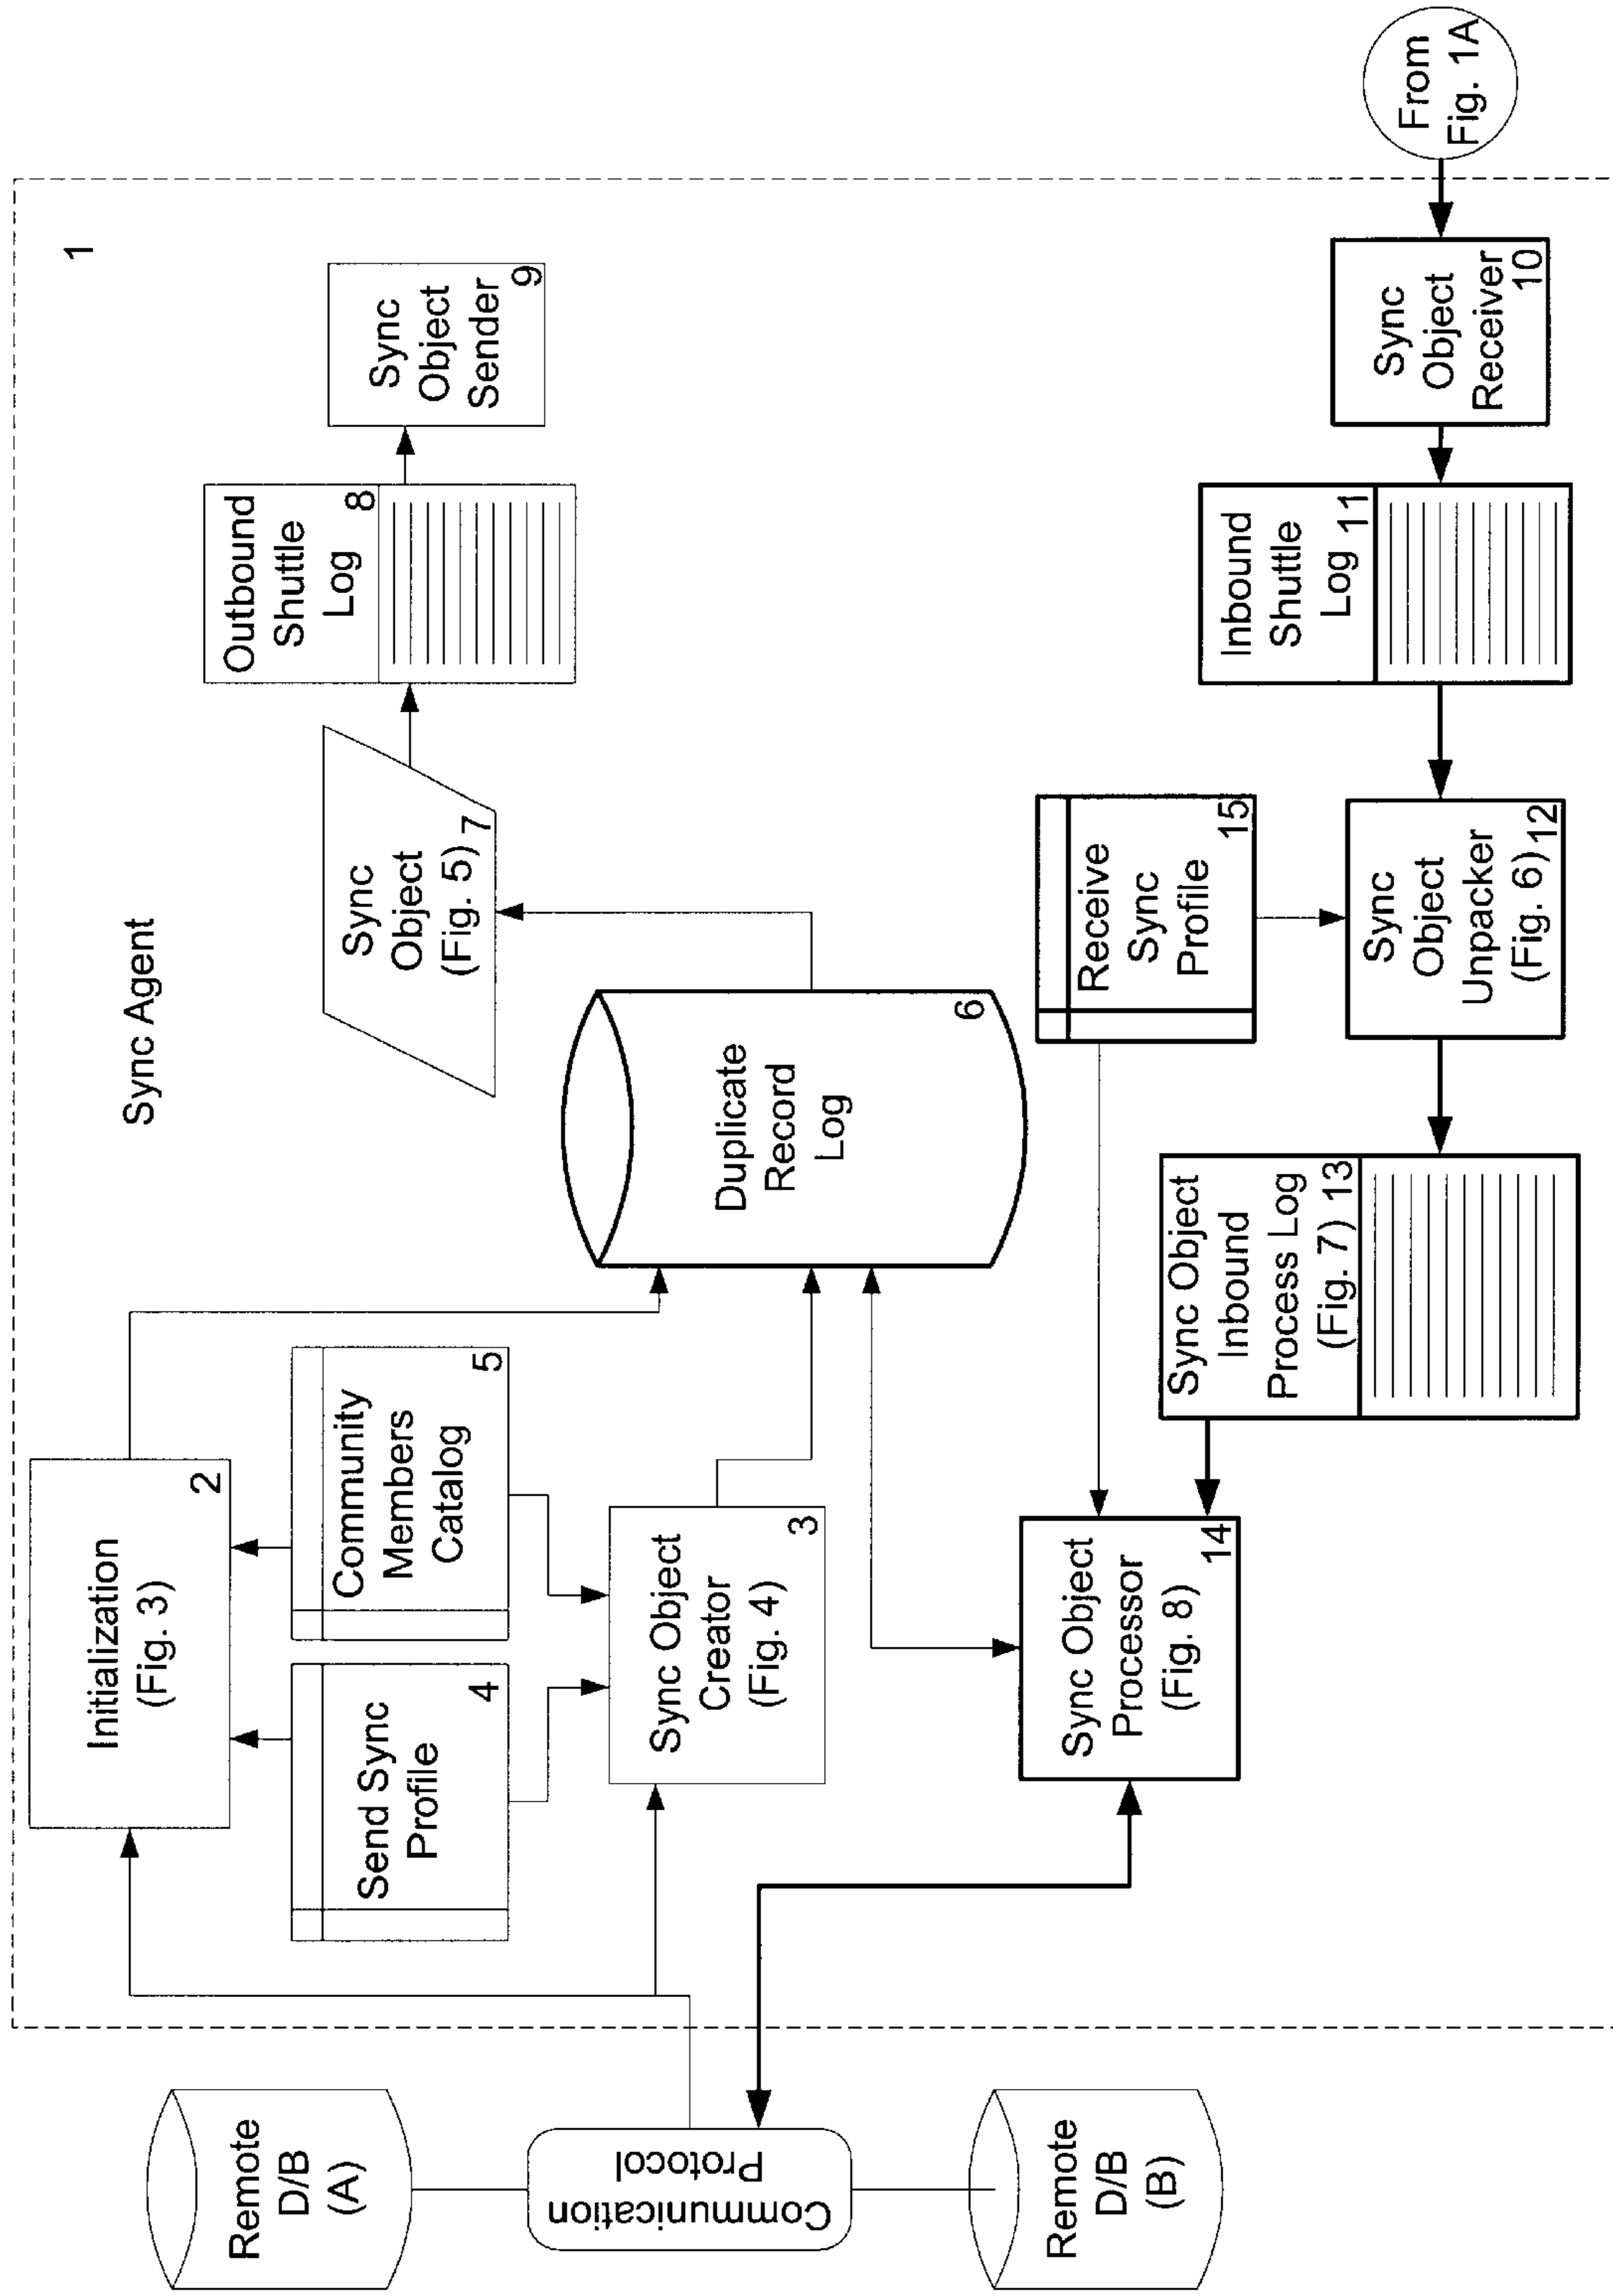 Remote
D/B
(A)
Communication
Protocol
Remote
D/B
(B)
Sync Agent
1
Initialization
(Fig. 3)
2
Send Sync
Profile
4
Community
Members
Catalog
5
Sync Object
Creator
(Fig. 4)
3
Duplicate
Record
Log
6
Sync
Object
(Fig. 5)
7
Outbound
Shuttle
Log
8
Sync
Object
Sender
9
Sync Object
Processor
(Fig. 8)
14
Receive
Sync
Profile
15
Sync Object
Inbound
Process Log
(Fig. 7) 13
Sync
Object
Unpacker
(Fig. 6) 12
Inbound
Shuttle
Log 11
Sync
Object
Receiver
10
From
Fig. 1A